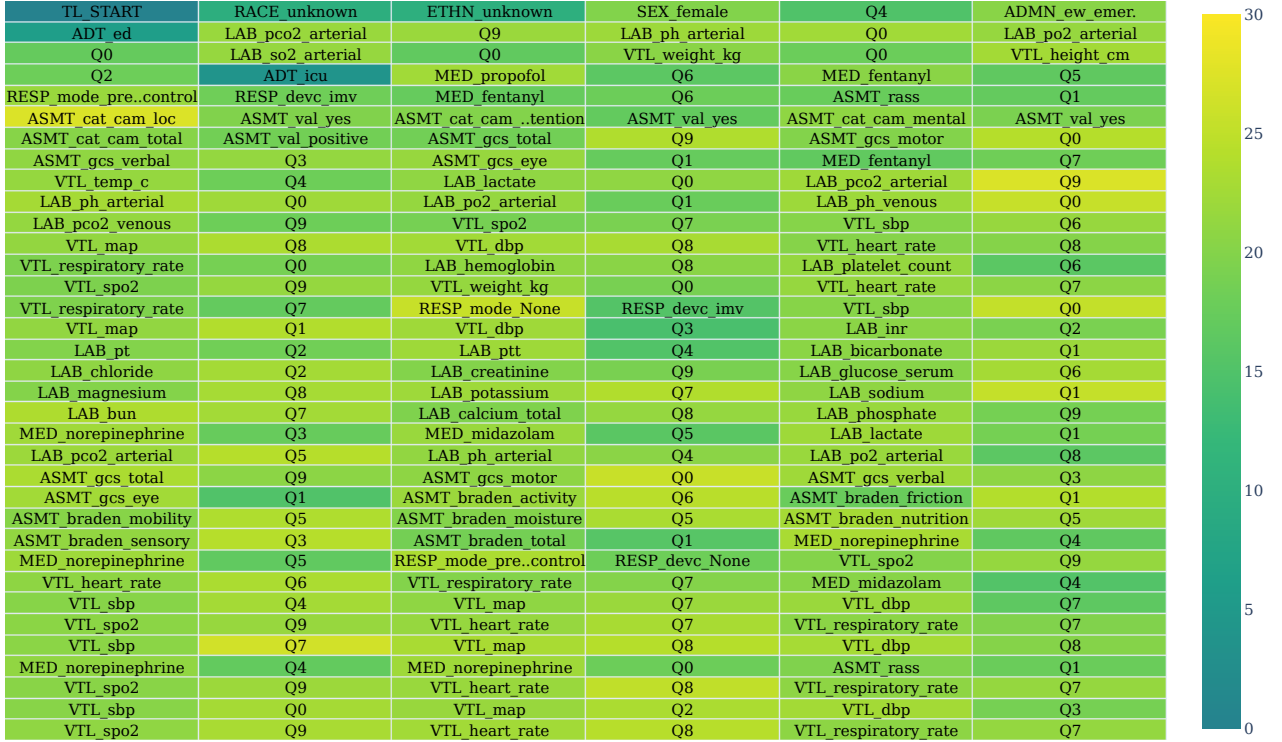 TL_START RACE_unknown ETHN_unknown SEX_female Q4 ADMN_ew_emer.
ADT_ed LAB_pco2_arterial Q9 LAB_ph_arterial Q0 LAB_po2_arterial
Q0 LAB_so2_arterial Q0 VTL_weight_kg Q0 VTL_height_cm
Q2 ADT_icu MED_propofol Q6 MED_fentanyl Q5
RESP_mode_pre..control RESP_devc_imv MED_fentanyl Q6 ASMT_rass Q1
ASMT_cat_cam_loc ASMT_val_yes ASMT_cat_cam_..tention ASMT_val_yes ASMT_cat_cam_mental ASMT_val_yes
ASMT_cat_cam_total ASMT_val_positive ASMT_gcs_total Q9 ASMT_gcs_motor Q0
ASMT_gcs_verbal Q3 ASMT_gcs_eye Q1 MED_fentanyl Q7
VTL_temp_c Q4 LAB_lactate Q0 LAB_pco2_arterial Q9
LAB_ph_arterial Q0 LAB_po2_arterial Q1 LAB_ph_venous Q0
LAB_pco2_venous Q9 VTL_spo2 Q7 VTL_sbp Q6
VTL_map Q8 VTL_dbp Q8 VTL_heart_rate Q8
VTL_respiratory_rate Q0 LAB_hemoglobin Q8 LAB_platelet_count Q6
VTL_spo2 Q9 VTL_weight_kg Q0 VTL_heart_rate Q7
VTL_respiratory_rate Q7 RESP_mode_None RESP_devc_imv VTL_sbp Q0
VTL_map Q1 VTL_dbp Q3 LAB_inr Q2
LAB_pt Q2 LAB_ptt Q4 LAB_bicarbonate Q1
LAB_chloride Q2 LAB_creatinine Q9 LAB_glucose_serum Q6
LAB_magnesium Q8 LAB_potassium Q7 LAB_sodium Q1
LAB_bun Q7 LAB_calcium_total Q8 LAB_phosphate Q9
MED_norepinephrine Q3 MED_midazolam Q5 LAB_lactate Q1
LAB_pco2_arterial Q5 LAB_ph_arterial Q4 LAB_po2_arterial Q8
ASMT_gcs_total Q9 ASMT_gcs_motor Q0 ASMT_gcs_verbal Q3
ASMT_gcs_eye Q1 ASMT_braden_activity Q6 ASMT_braden_friction Q1
ASMT_braden_mobility Q5 ASMT_braden_moisture Q5 ASMT_braden_nutrition Q5
ASMT_braden_sensory Q3 ASMT_braden_total Q1 MED_norepinephrine Q4
MED_norepinephrine Q5 RESP_mode_pre..control RESP_devc_None VTL_spo2 Q9
VTL_heart_rate Q6 VTL_respiratory_rate Q7 MED_midazolam Q4
VTL_sbp Q4 VTL_map Q7 VTL_dbp Q7
VTL_spo2 Q9 VTL_heart_rate Q7 VTL_respiratory_rate Q7
VTL_sbp Q7 VTL_map Q8 VTL_dbp Q8
MED_norepinephrine Q4 MED_norepinephrine Q0 ASMT_rass Q1
VTL_spo2 Q9 VTL_heart_rate Q8 VTL_respiratory_rate Q7
VTL_sbp Q0 VTL_map Q2 VTL_dbp Q3
VTL_spo2 Q9 VTL_heart_rate Q8 VTL_respiratory_rate Q7
30
25
20
15
10
5
0